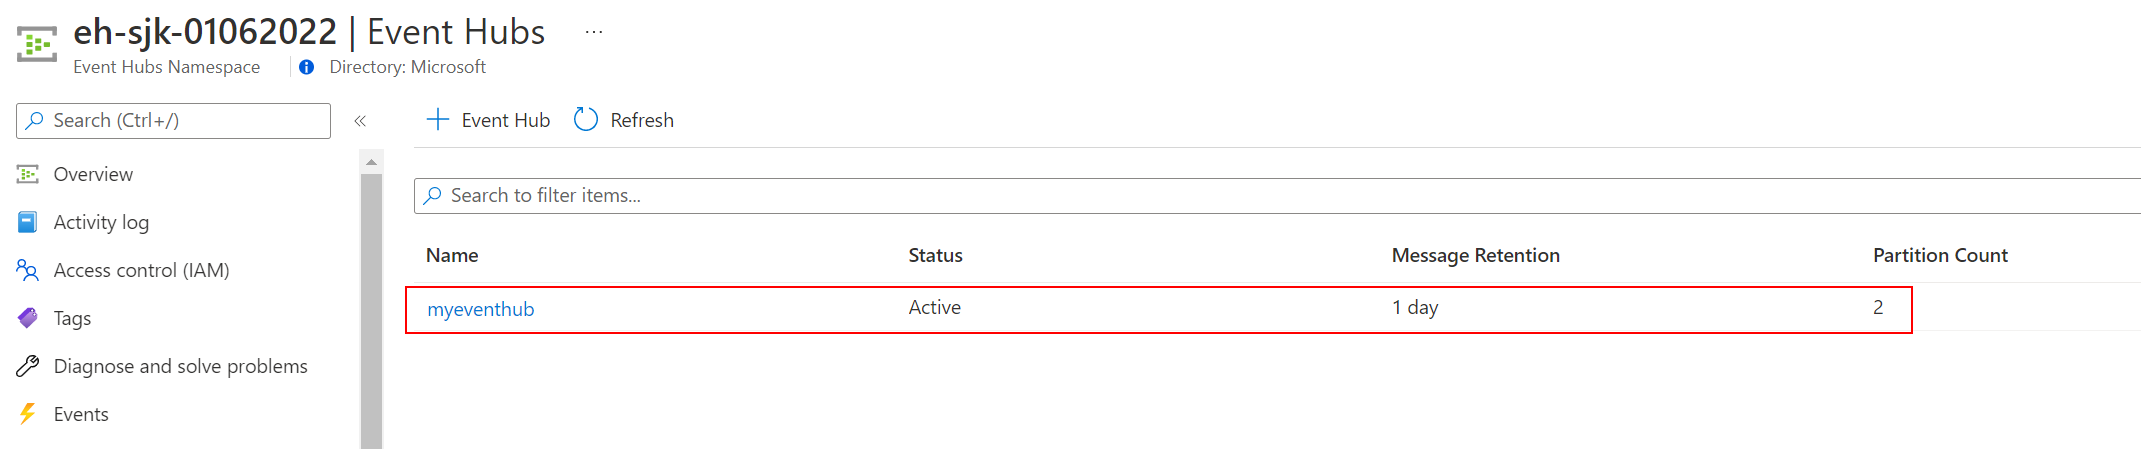 eh-sjk-01062022 | Event Hubs ...
Event Hubs Namespace Directory: Microsoft
Search (Ctrl+/) «
Overview
Activity log
Access control (IAM)
Tags
Diagnose and solve problems
Events
+ Event Hub Refresh
Search to filter items...
Name Status Message Retention Partition Count
myeventhub Active 1 day 2